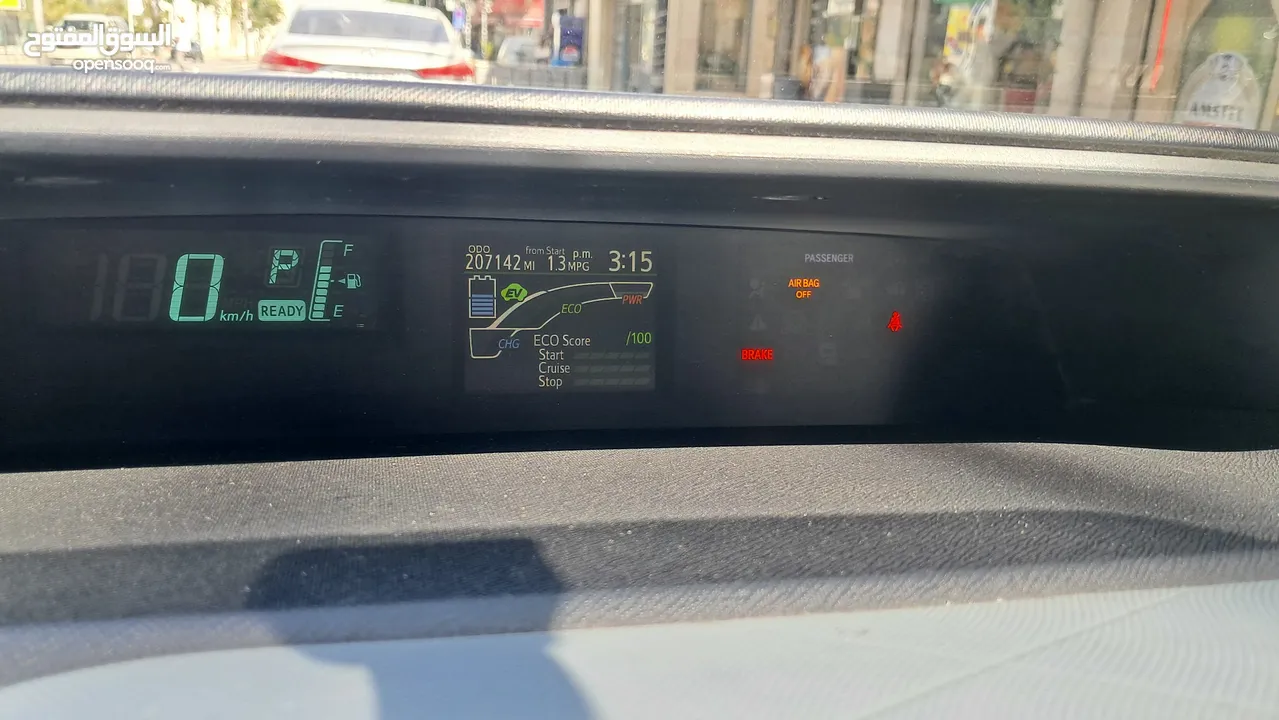 السوق المفتوح
opensooq.com
AMSTEL
0 km/h
P
READY
F
E
ODO
207142 MI
from Start
1.3 MPG
p.m.
3:15
EV
ECO
PWR
CHG
ECO Score /100
Start
Cruise
Stop
PASSENGER
AIR BAG
OFF
BRAKE